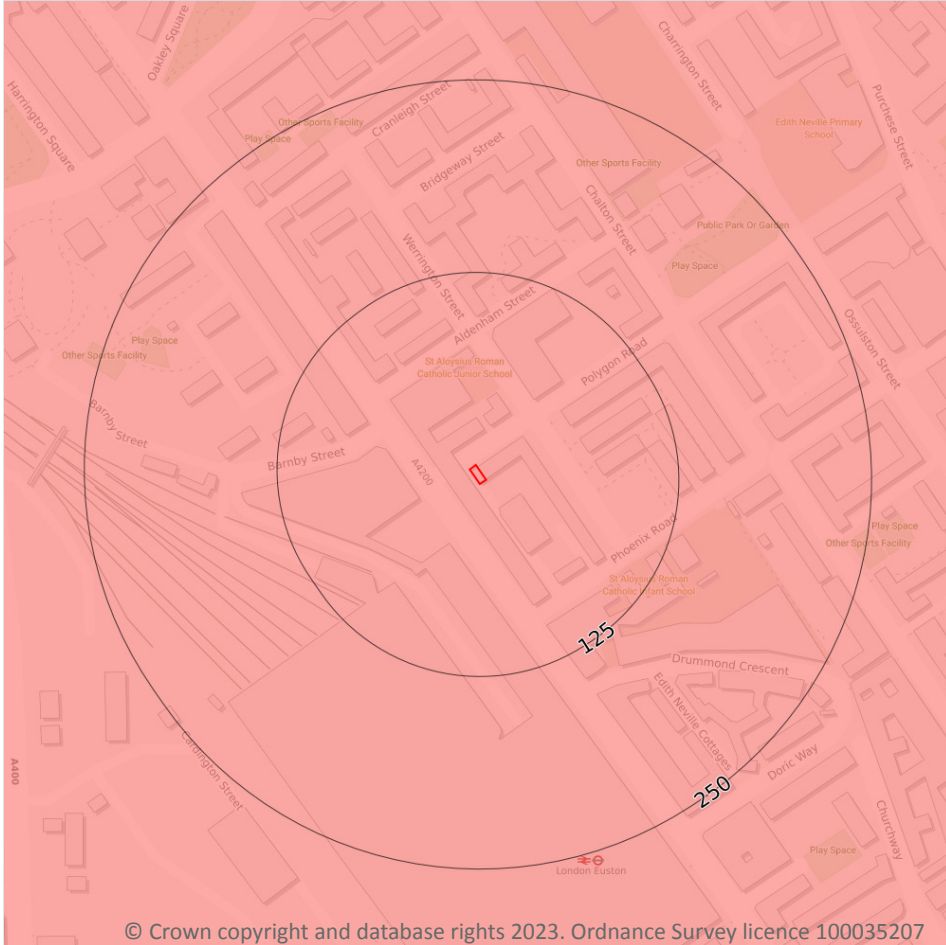 Oakley Square
Charrington Street
Harrington Square
Cranleigh Street
Purchese Street
Other Sports Facility
Play Space
Edith Neville Primary
School
Bridgeway Street
Other Sports Facility
Chalton Street
Public Park Or Garden
Werrington Street
Play Space
Aldenham Street
Ossulston Street
Play Space
Other Sports Facility
St Aloysius Roman
Catholic Junior School
Polygon Road
Barnby Street
Barnby Street
A4200
Phoenix Road
Play Space
Other Sports Facility
St Aloysius Roman
Catholic Infant School
125
Drummond Crescent
Edith Neville Cottages
Cardington Street
A400
Doric Way
250
Churchway
Play Space
London Euston
© Crown copyright and database rights 2023. Ordnance Survey licence 100035207